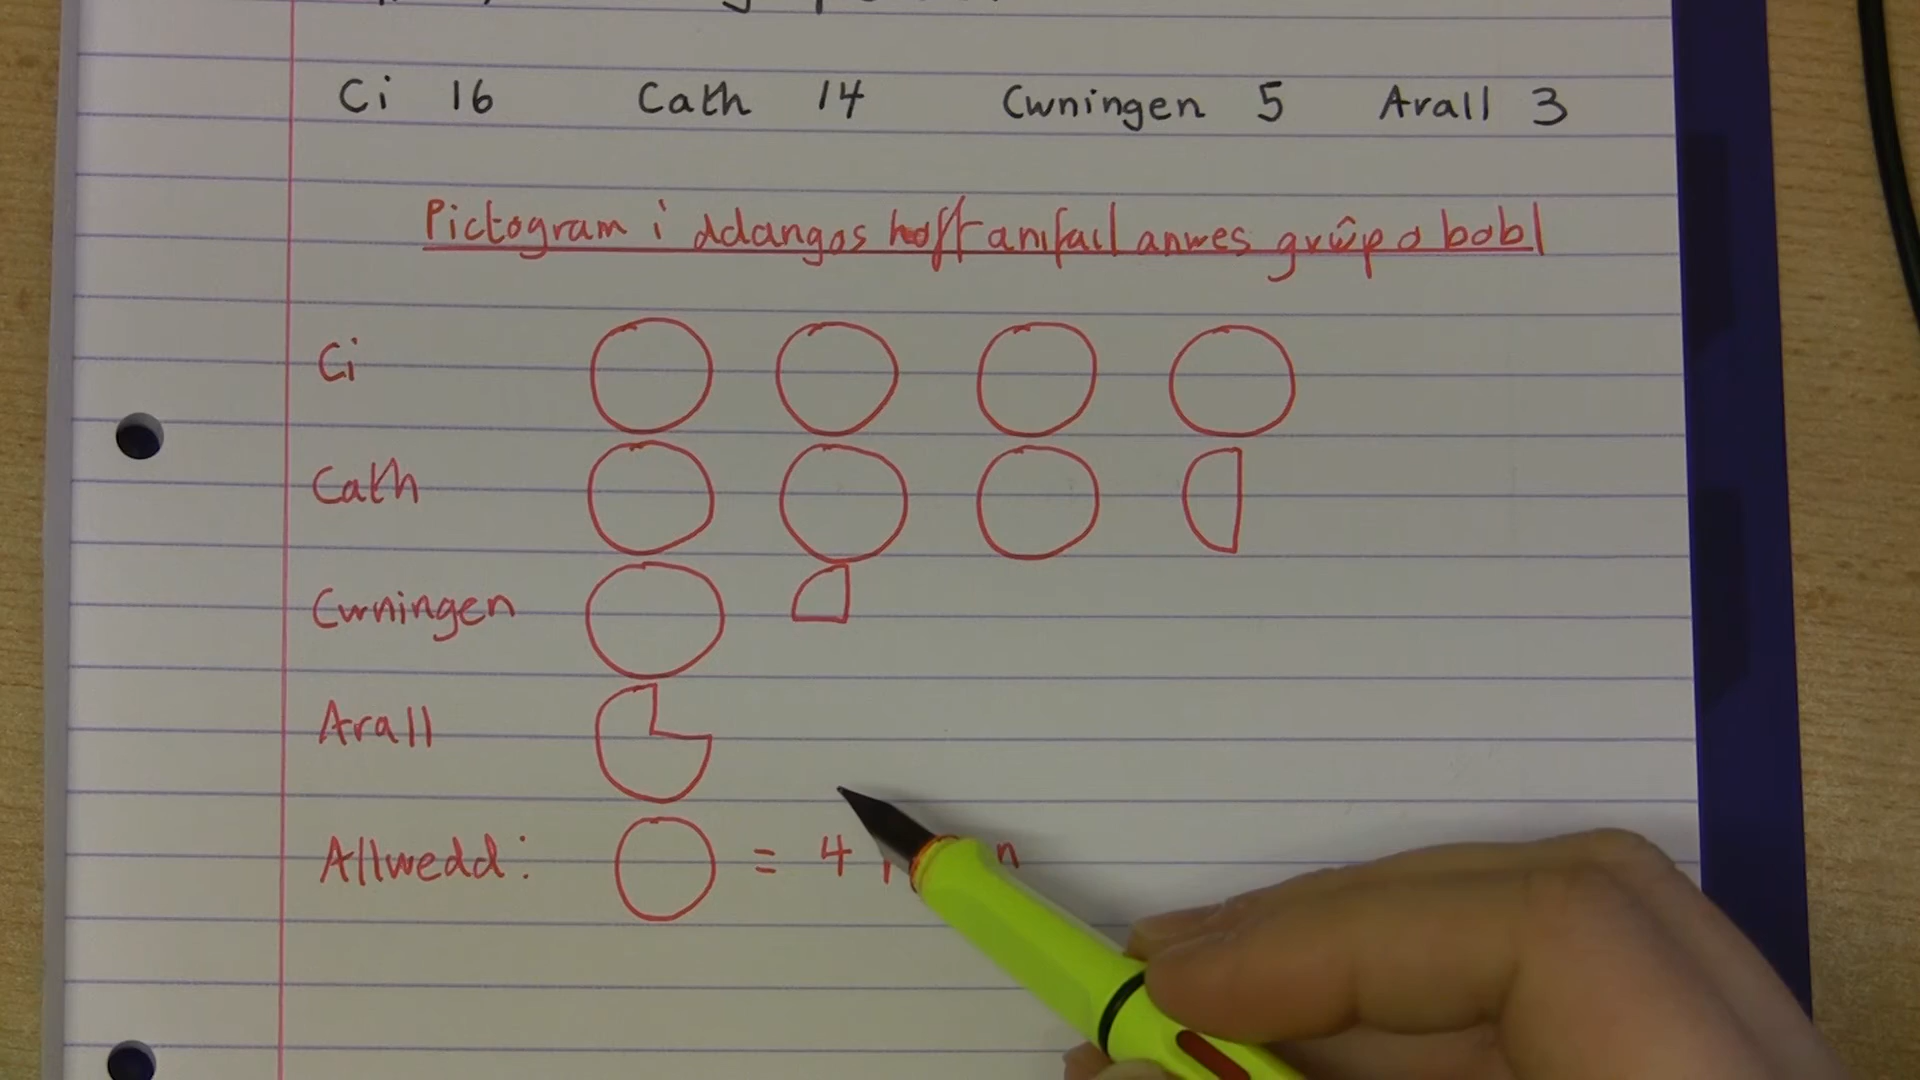 Ci 16 Cath 14 Cwningen 5 Arall 3
Pictogram i ddangos hoff anifail anwes grŵp o bobl
Ci
Cath
Cwningen
Arall
Allwedd: = 4